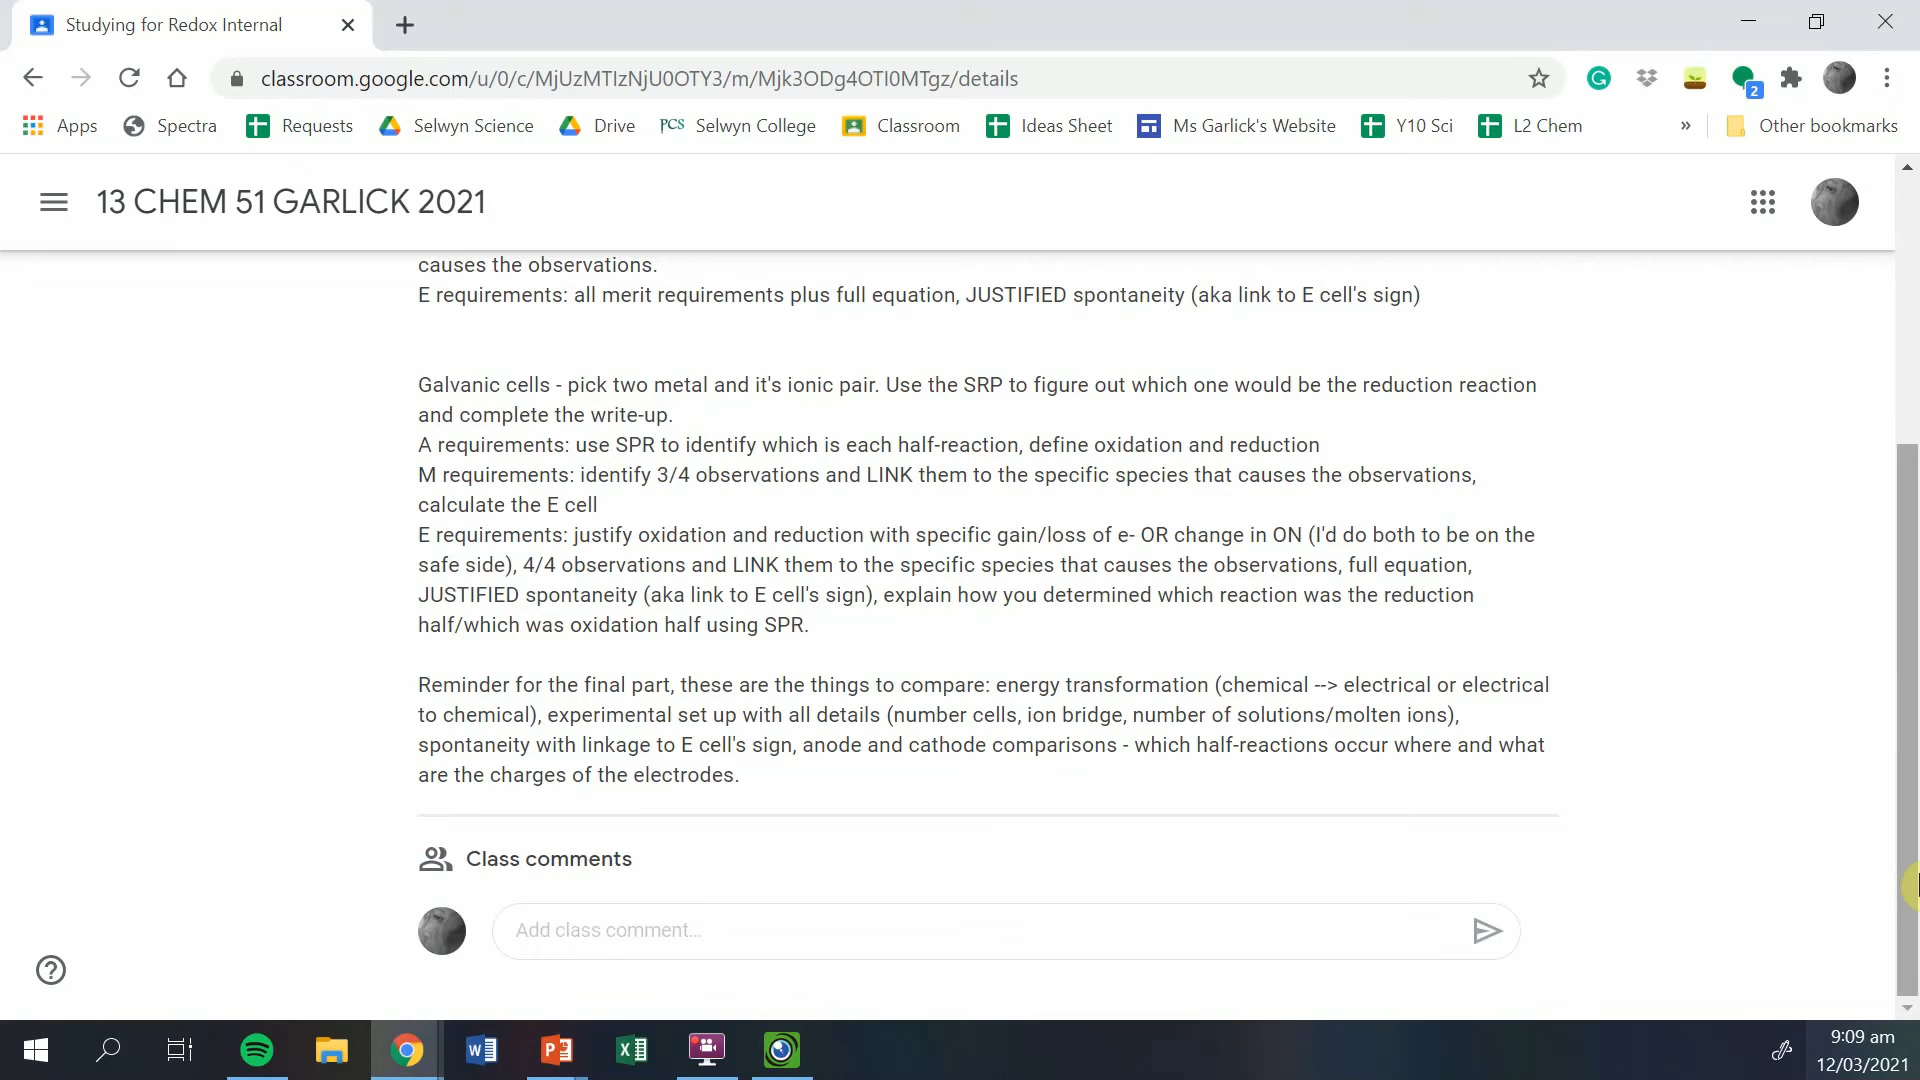 Studying for Redox Internal
classroom.google.com/u/0/c/MjUzMTIzNjU0OTY3/m/Mjk3ODg4OTI0MTgz/details
2
Apps Spectra Requests Selwyn Science Drive PCS Selwyn College Classroom Ideas Sheet Ms Garlick's Website Y10 Sci L2 Chem » Other bookmarks
13 CHEM 51 GARLICK 2021
causes the observations.
E requirements: all merit requirements plus full equation, JUSTIFIED spontaneity (aka link to E cell's sign)
Galvanic cells - pick two metal and it's ionic pair. Use the SRP to figure out which one would be the reduction reaction
and complete the write-up.
A requirements: use SPR to identify which is each half-reaction, define oxidation and reduction
M requirements: identify 3/4 observations and LINK them to the specific species that causes the observations,
calculate the E cell
E requirements: justify oxidation and reduction with specific gain/loss of e- OR change in ON (I'd do both to be on the
safe side), 4/4 observations and LINK them to the specific species that causes the observations, full equation,
JUSTIFIED spontaneity (aka link to E cell's sign), explain how you determined which reaction was the reduction
half/which was oxidation half using SPR.
Reminder for the final part, these are the things to compare: energy transformation (chemical --> electrical or electrical
to chemical), experimental set up with all details (number cells, ion bridge, number of solutions/molten ions),
spontaneity with linkage to E cell's sign, anode and cathode comparisons - which half-reactions occur where and what
are the charges of the electrodes.
Class comments
Add class comment...
9:09 am
12/03/2021